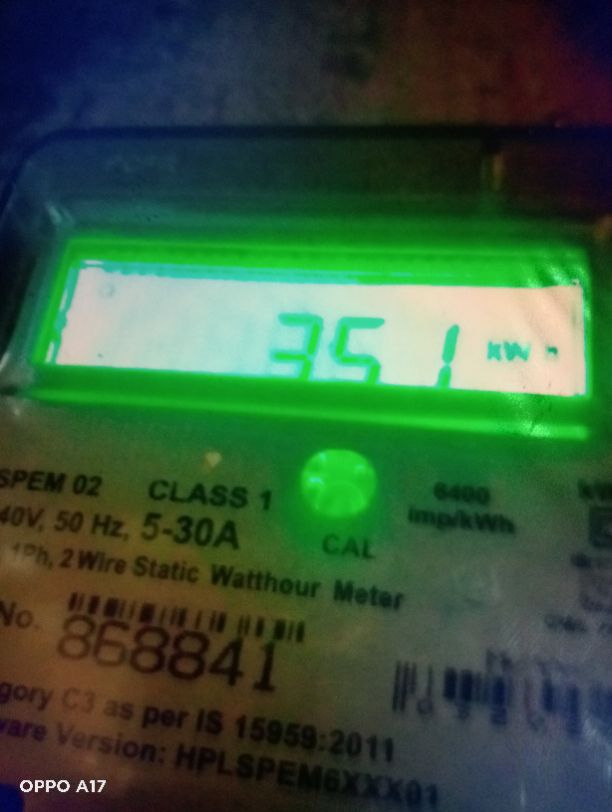 351 kW
SPEM 02 CLASS 1
6400
imp/kWh
40V, 50 Hz, 5-30A
CAL
1Ph, 2 Wire Static Watthour Meter
No. 868841
gory C3 as per IS 15959:2011
ware Version: HPLSPEM6XXX01
OPPO A17